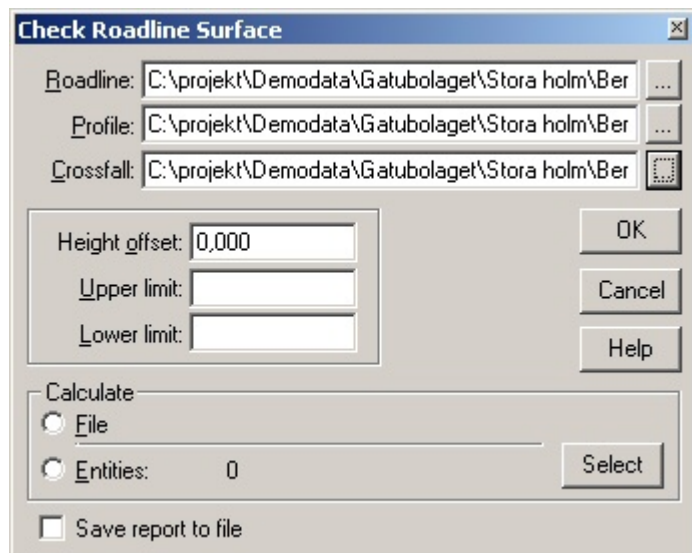 Check Roadline Surface
Roadline: C:\projekt\Demodata\Gatubolaget\Stora holm\Ber ...
Profile: C:\projekt\Demodata\Gatubolaget\Stora holm\Ber ...
Crossfall: C:\projekt\Demodata\Gatubolaget\Stora holm\Ber ...
Height offset: 0,000
OK
Upper limit:
Cancel
Lower limit:
Help
Calculate
File
Entities: 0
Select
Save report to file